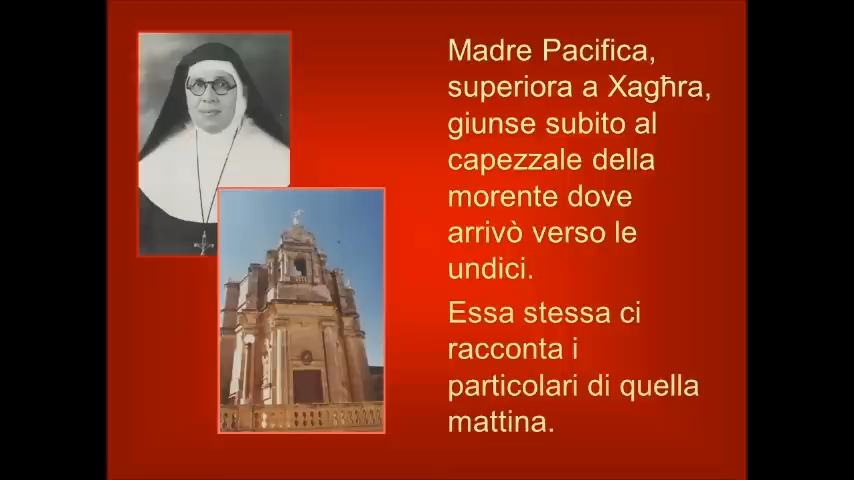 Madre Pacifica,
superiora a Xagħra,
giunse subito al
capezzale della
morente dove
arrivò verso le
undici.
Essa stessa ci
racconta i
particolari di quella
mattina.